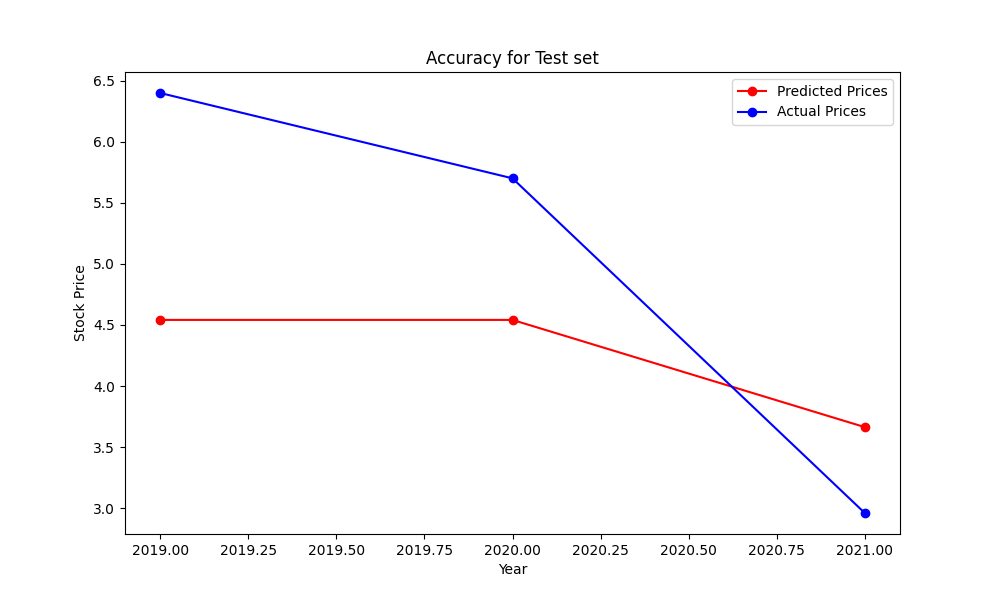 Accuracy for Test set
Predicted Prices
Actual Prices
Stock Price
6.5
6.0
5.5
5.0
4.5
4.0
3.5
3.0
2019.00 2019.25 2019.50 2019.75 2020.00 2020.25 2020.50 2020.75 2021.00
Year